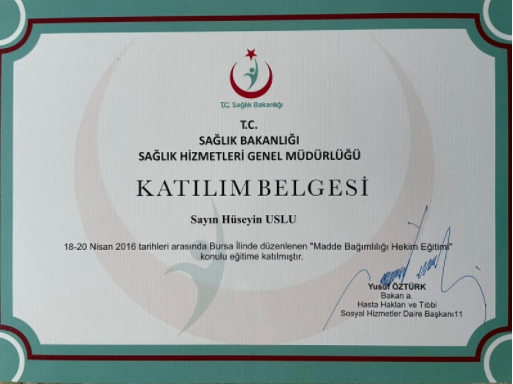 T.C. Sağlık Bakanlığı
T.C.
SAĞLIK BAKANLIĞI
SAĞLIK HİZMETLERİ GENEL MÜDÜRLÜĞÜ
KATILIM BELGESİ
Sayın Hüseyin USLU
18-20 Nisan 2016 tarihleri arasında Bursa İlinde düzenlenen "Madde Bağımlılığı Hekim Eğitimi"
konulu eğitime katılmıştır.
Yusuf ÖZTÜRK
Bakan a.
Hasta Hakları ve Tıbbi
Sosyal Hizmetler Daire Başkanı11